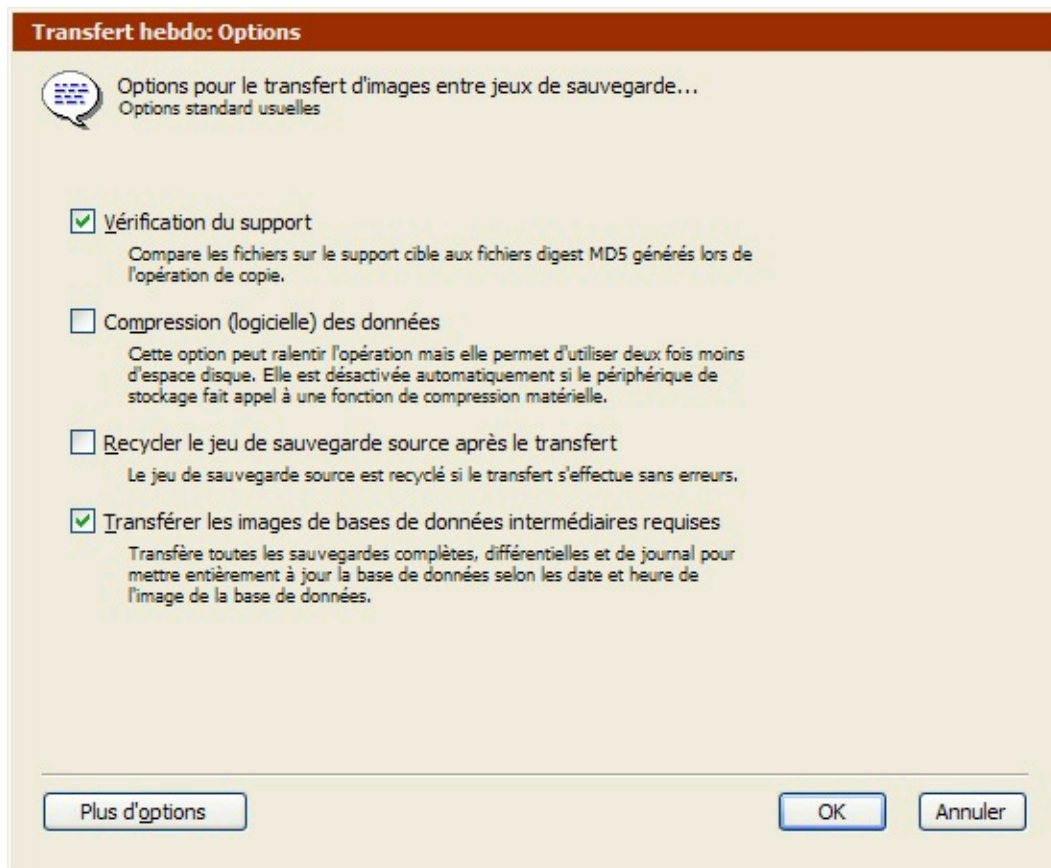 Transfert hebdo: Options
Options pour le transfert d'images entre jeux de sauvegarde...
Options standard usuelles
Vérification du support
Compare les fichiers sur le support cible aux fichiers digest MD5 générés lors de
l'opération de copie.
Compression (logicielle) des données
Cette option peut ralentir l'opération mais elle permet d'utiliser deux fois moins
d'espace disque. Elle est désactivée automatiquement si le périphérique de
stockage fait appel à une fonction de compression matérielle.
Recycler le jeu de sauvegarde source après le transfert
Le jeu de sauvegarde source est recyclé si le transfert s'effectue sans erreurs.
Transférer les images de bases de données intermédiaires requises
Transfère toutes les sauvegardes complètes, différentielles et de journal pour
mettre entièrement à jour la base de données selon les date et heure de
l'image de la base de données.
Plus d'options
OK
Annuler